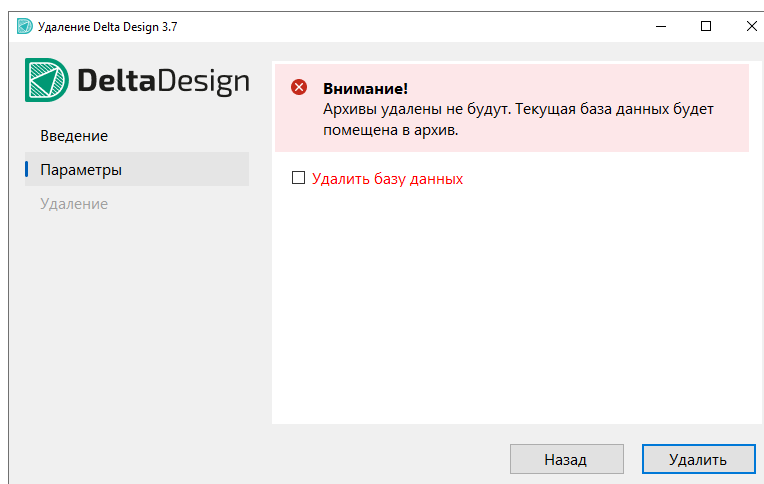 Удаление Delta Design 3.7
DeltaDesign
Введение
Параметры
Удаление
Внимание!
Архивы удалены не будут. Текущая база данных будет
помещена в архив.
Удалить базу данных
Назад
Удалить